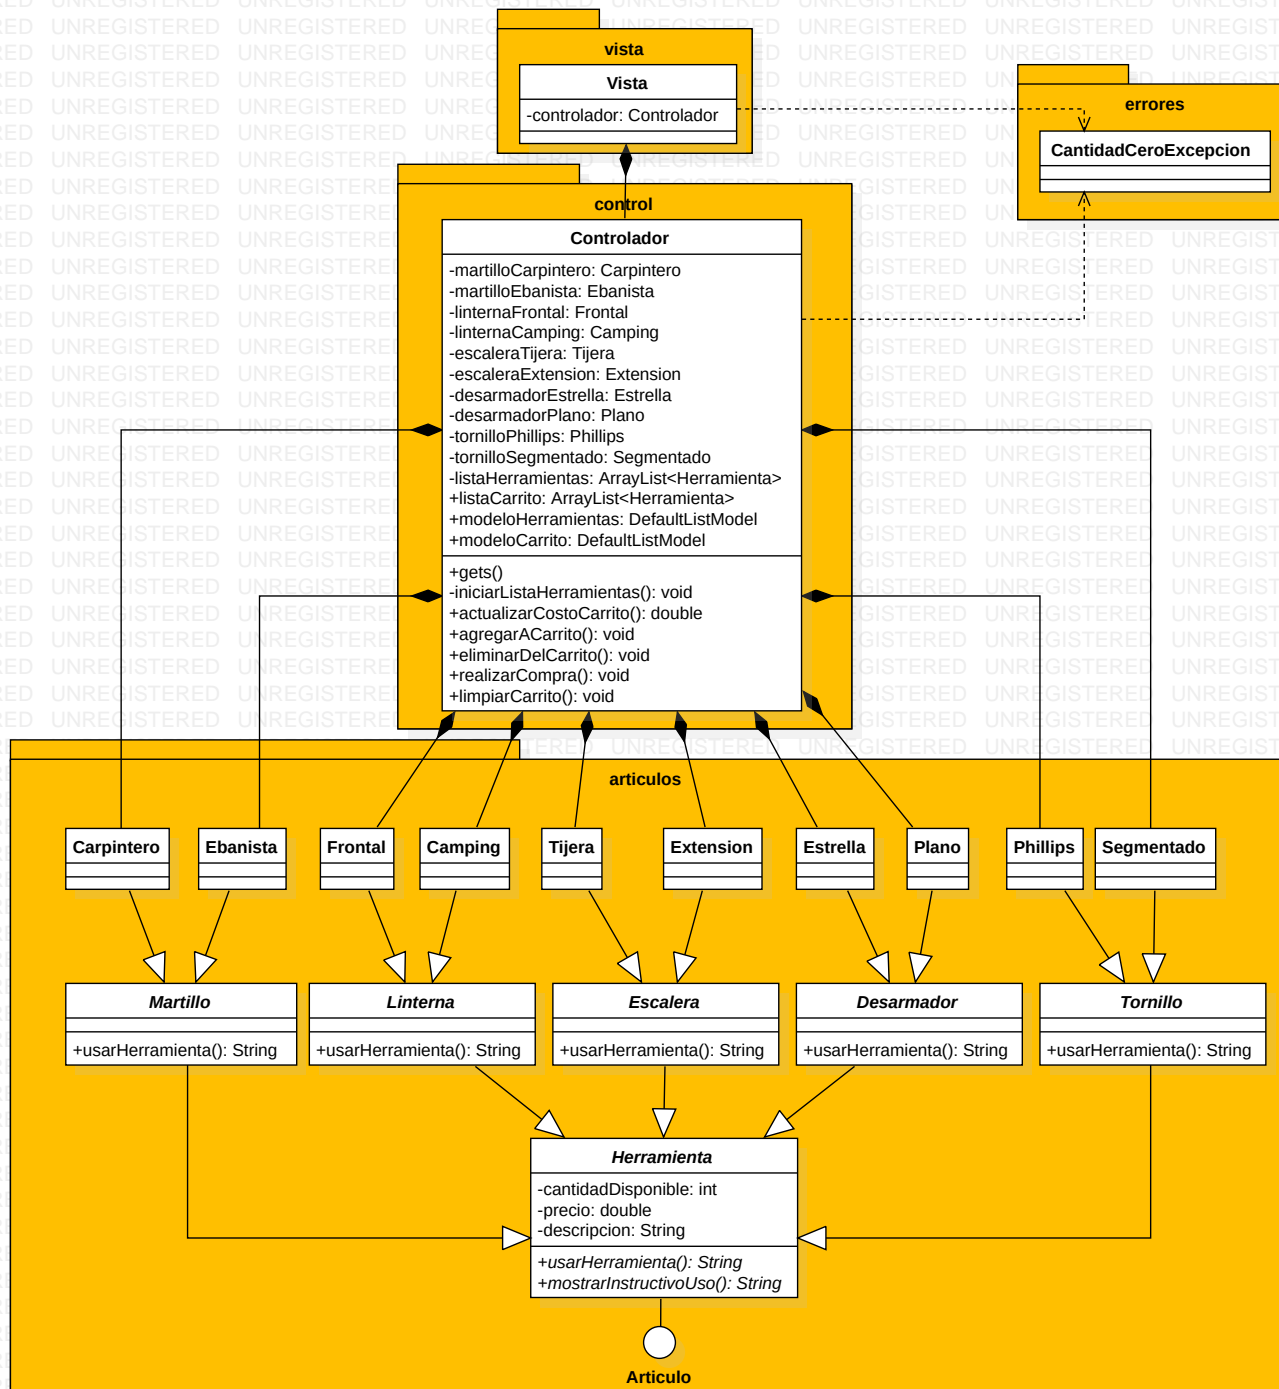 vista
Vista
-controlador: Controlador
errores
CantidadCeroExcepcion
control
Controlador
-martilloCarpintero: Carpintero
-martilloEbanista: Ebanista
-linternaFrontal: Frontal
-linternaCamping: Camping
-escaleraTijera: Tijera
-escaleraExtension: Extension
-desarmadorEstrella: Estrella
-desarmadorPlano: Plano
-tornilloPhillips: Phillips
-tornilloSegmentado: Segmentado
-listaHerramientas: ArrayList<Herramienta>
+listaCarrito: ArrayList<Herramienta>
+modeloHerramientas: DefaultListModel
+modeloCarrito: DefaultListModel
+gets()
-iniciarListaHerramientas(): void
+actualizarCostoCarrito(): double
+agregarACarrito(): void
+eliminarDelCarrito(): void
+realizarCompra(): void
+limpiarCarrito(): void
articulos
Carpintero
Ebanista
Frontal
Camping
Tijera
Extension
Estrella
Plano
Phillips
Segmentado
Martillo
+usarHerramienta(): String
Linterna
+usarHerramienta(): String
Escalera
+usarHerramienta(): String
Desarmador
+usarHerramienta(): String
Tornillo
+usarHerramienta(): String
Herramienta
-cantidadDisponible: int
-precio: double
-descripcion: String
+usarHerramienta(): String
+mostrarInstructivoUso(): String
Articulo
UNREGISTERED